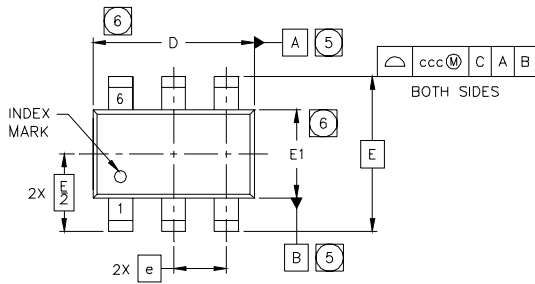 6
D
A 5
ccc Ⓜ C A B
BOTH SIDES
6
INDEX
MARK
E1
6
E
2X E/2
1
B 5
2X e